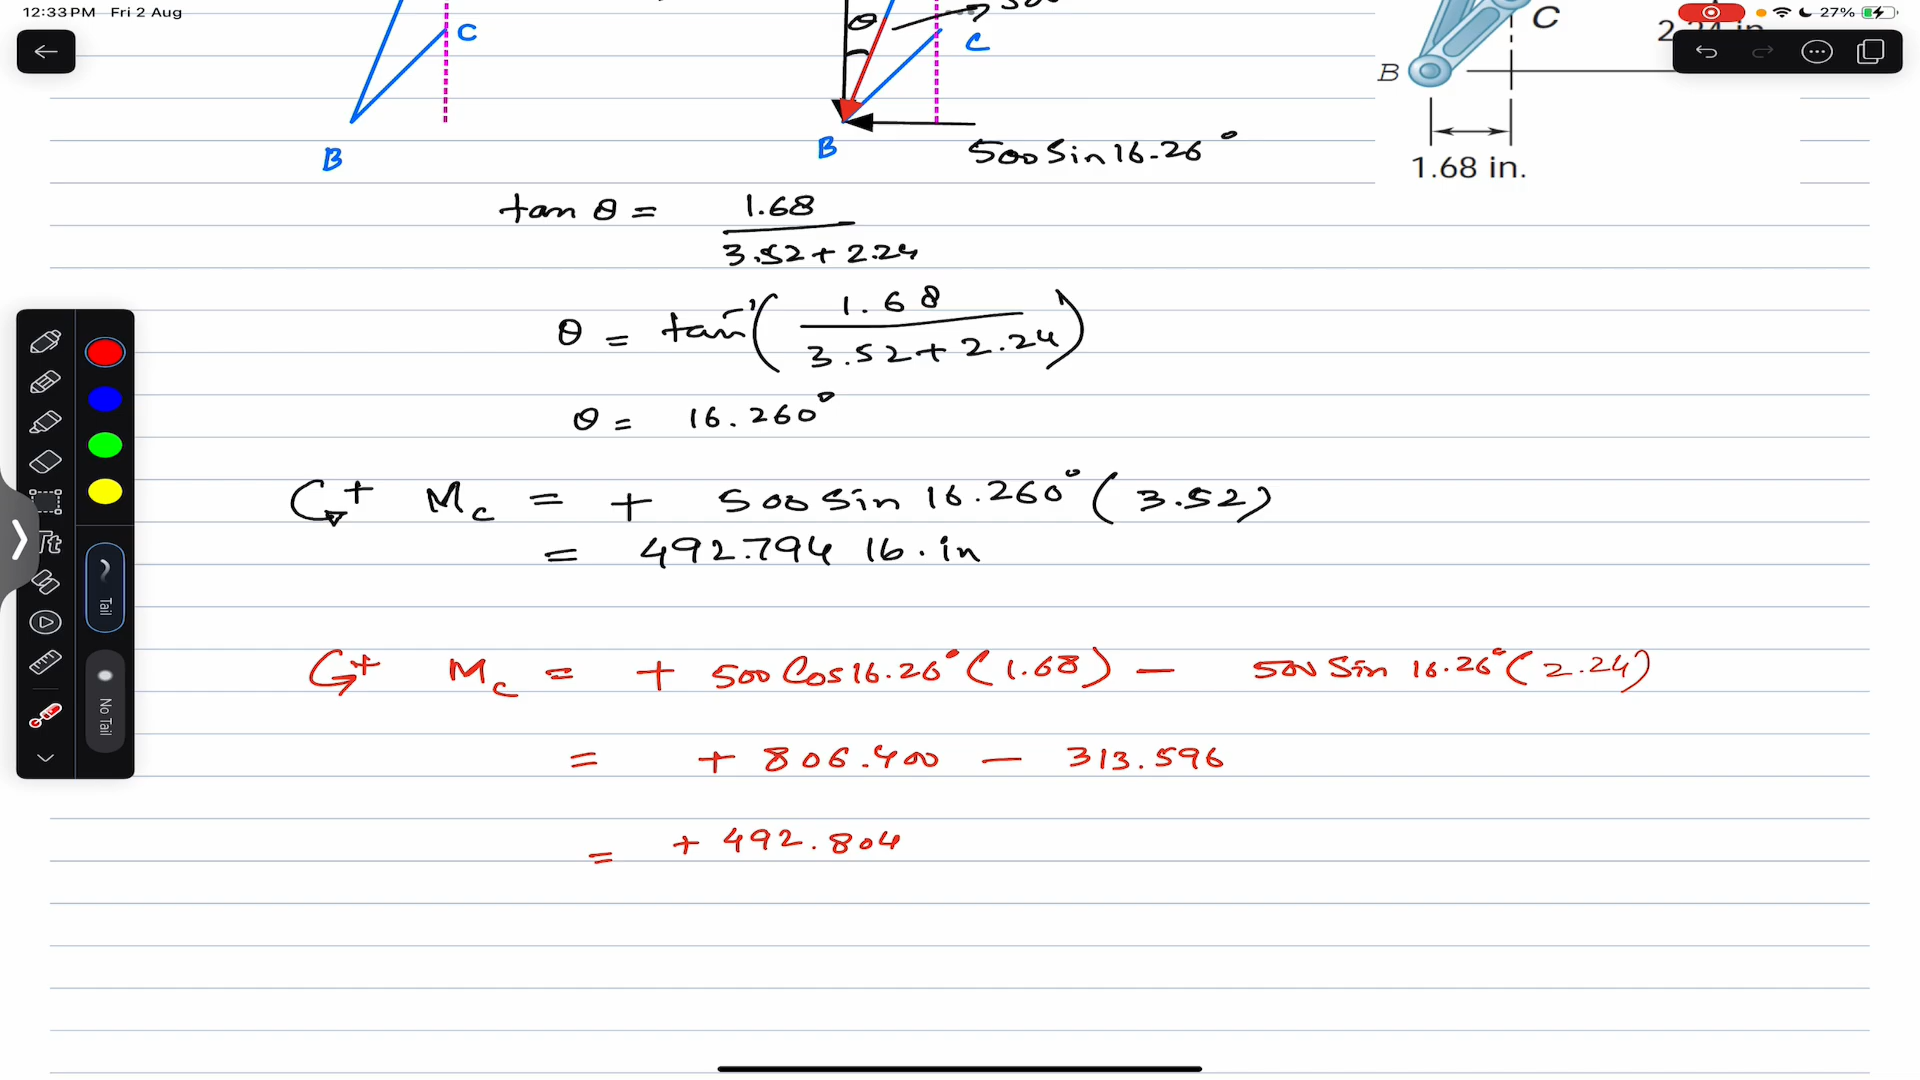 12:33 PM Fri 2 Aug
27%
C
θ
C
C
B
B
B
500 Sin 16.26°
1.68 in.
tan θ = 1.68 / 3.52 + 2.24
θ = tan⁻¹ ( 1.68 / 3.52 + 2.24 )
θ = 16.260°
+ Mc = + 500 Sin 16.260° ( 3.52 )
= 492.794 lb.in
+ Mc = + 500 Cos 16.26° ( 1.68 ) − 500 Sin 16.26° ( 2.24 )
= + 806.400 − 313.596
= + 492.804
Tt
Tail
No Tail